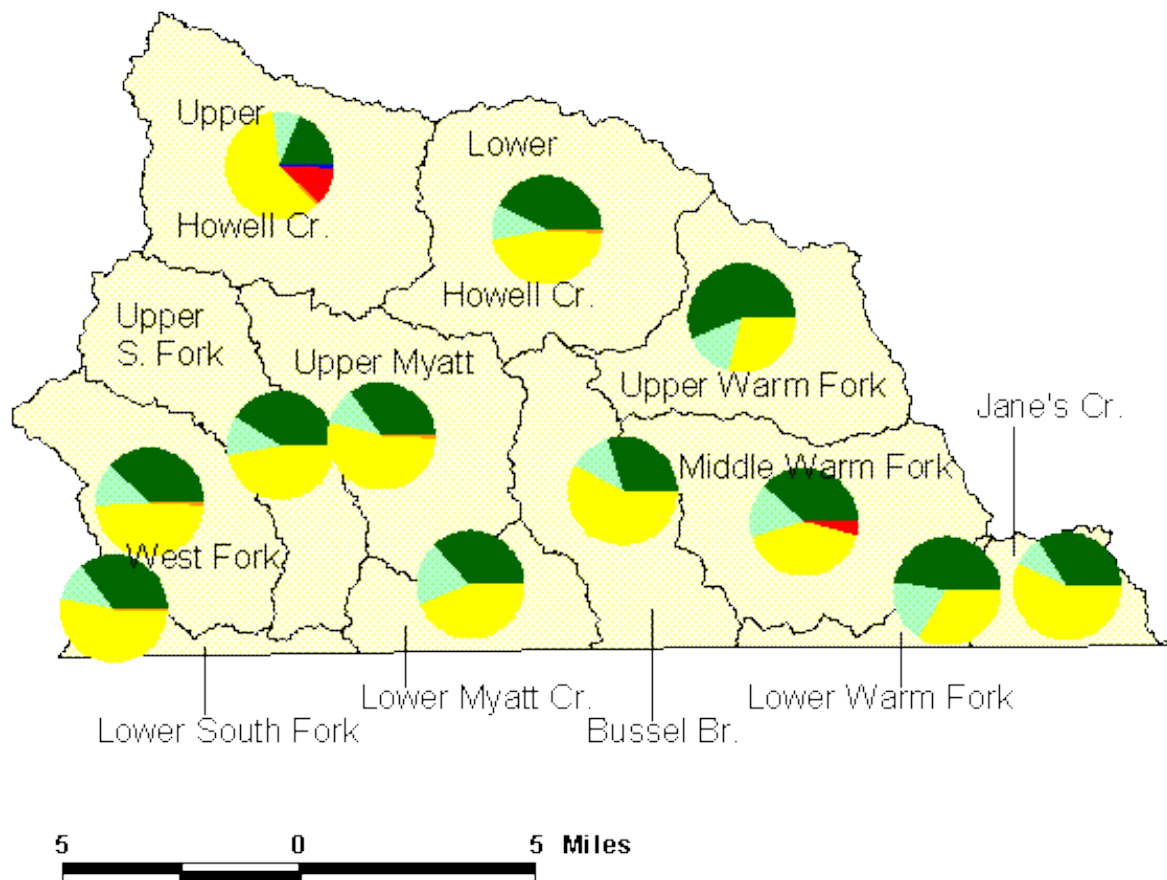 Upper
Howell Cr.
Lower
Howell Cr.
Upper
S. Fork
Upper Myatt
Upper Warm Fork
Jane's Cr.
Middle Warm Fork
West Fork
Lower Myatt Cr.
Lower Warm Fork
Lower South Fork
Bussel Br.
5 0 5 Miles